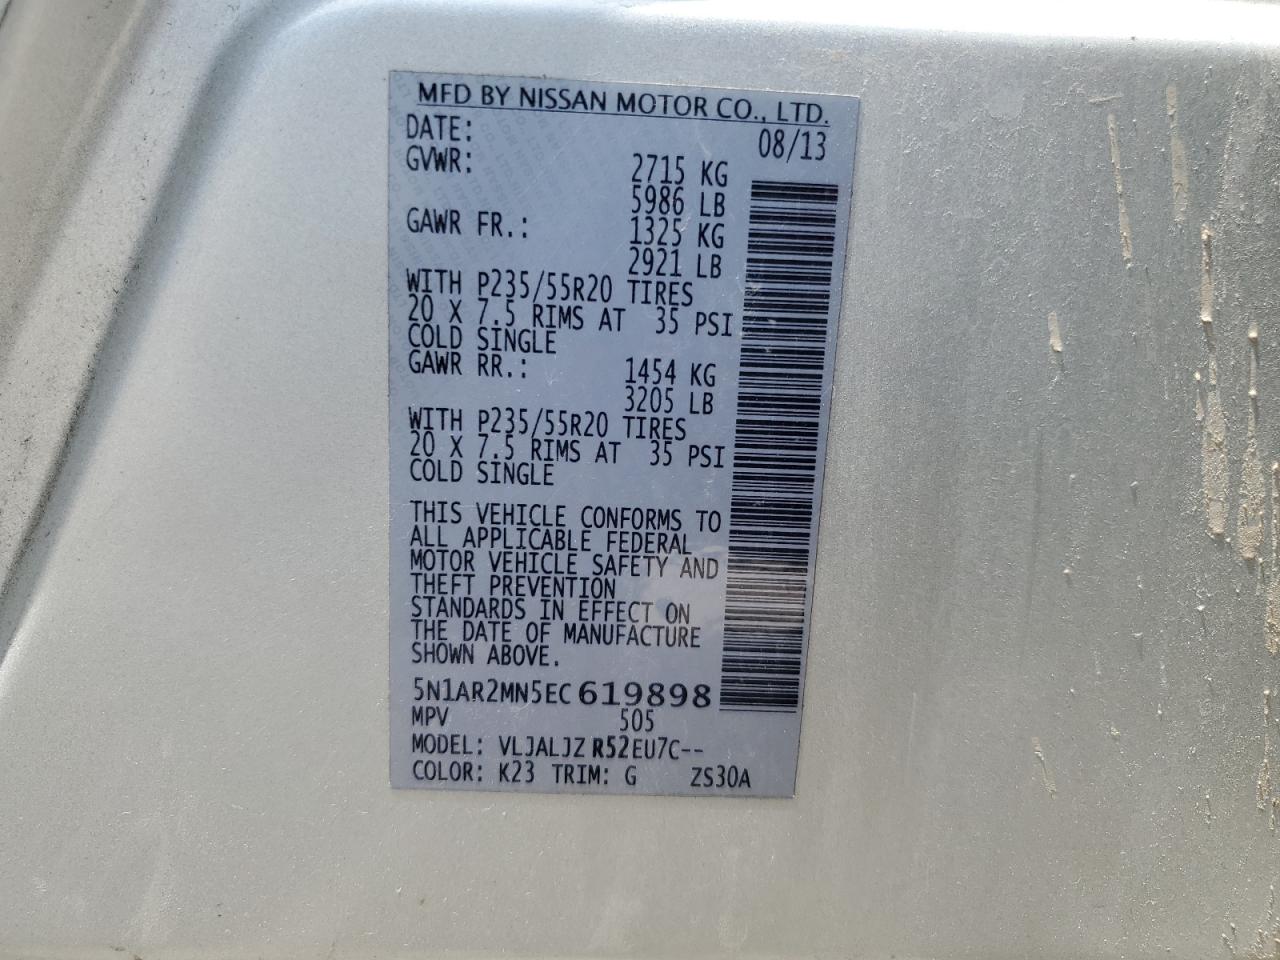 MFD BY NISSAN MOTOR CO., LTD.
DATE: 08/13
GVWR: 2715 KG
5986 LB
GAWR FR.: 1325 KG
2921 LB
WITH P235/55R20 TIRES
20 X 7.5 RIMS AT 35 PSI
COLD SINGLE
GAWR RR.: 1454 KG
3205 LB
WITH P235/55R20 TIRES
20 X 7.5 RIMS AT 35 PSI
COLD SINGLE
THIS VEHICLE CONFORMS TO
ALL APPLICABLE FEDERAL
MOTOR VEHICLE SAFETY AND
THEFT PREVENTION
STANDARDS IN EFFECT ON
THE DATE OF MANUFACTURE
SHOWN ABOVE.
5N1AR2MN5EC619898
MPV 505
MODEL: VLJALJZ R52EU7C--
COLOR: K23 TRIM: G ZS30A